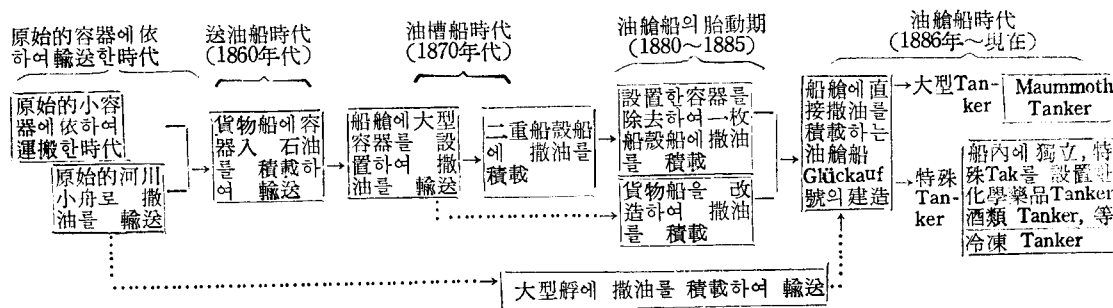 原始的容器에 依
하여 輸送한 時代
送油船時代
(1860年代)
油槽船時代
(1870年代)
油艙船의 胎動期
(1880~1885)
油艙船時代
(1886年~現在)
原始的小容
器에 依하여
運搬한 時代
原始的河川
小舟로 撒
油를 輸送
貨物船에 容
器入 石油
를 積載하
여 輸送
船艙에 大型
容器를 設
置하여 撒
油를 輸送
二重船殼船
에 撒油를
積載
設置한 容器를
除去하여 一枚
船殼船에 撒油
를 積載
貨物船을 改
造하여 撒油
를 積載
船艙에 直
接撒油를
積載하는
油艙船
Glückauf
號의 建造
大型Tan-
ker
Maummoth
Tanker
特殊
Tan-
ker
船內에 獨立, 特
殊Tak를 設置한
化學藥品Tanker
酒類 Tanker, 等
冷凍 Tanker
大型艀에 撒油를 積載하여 輸送